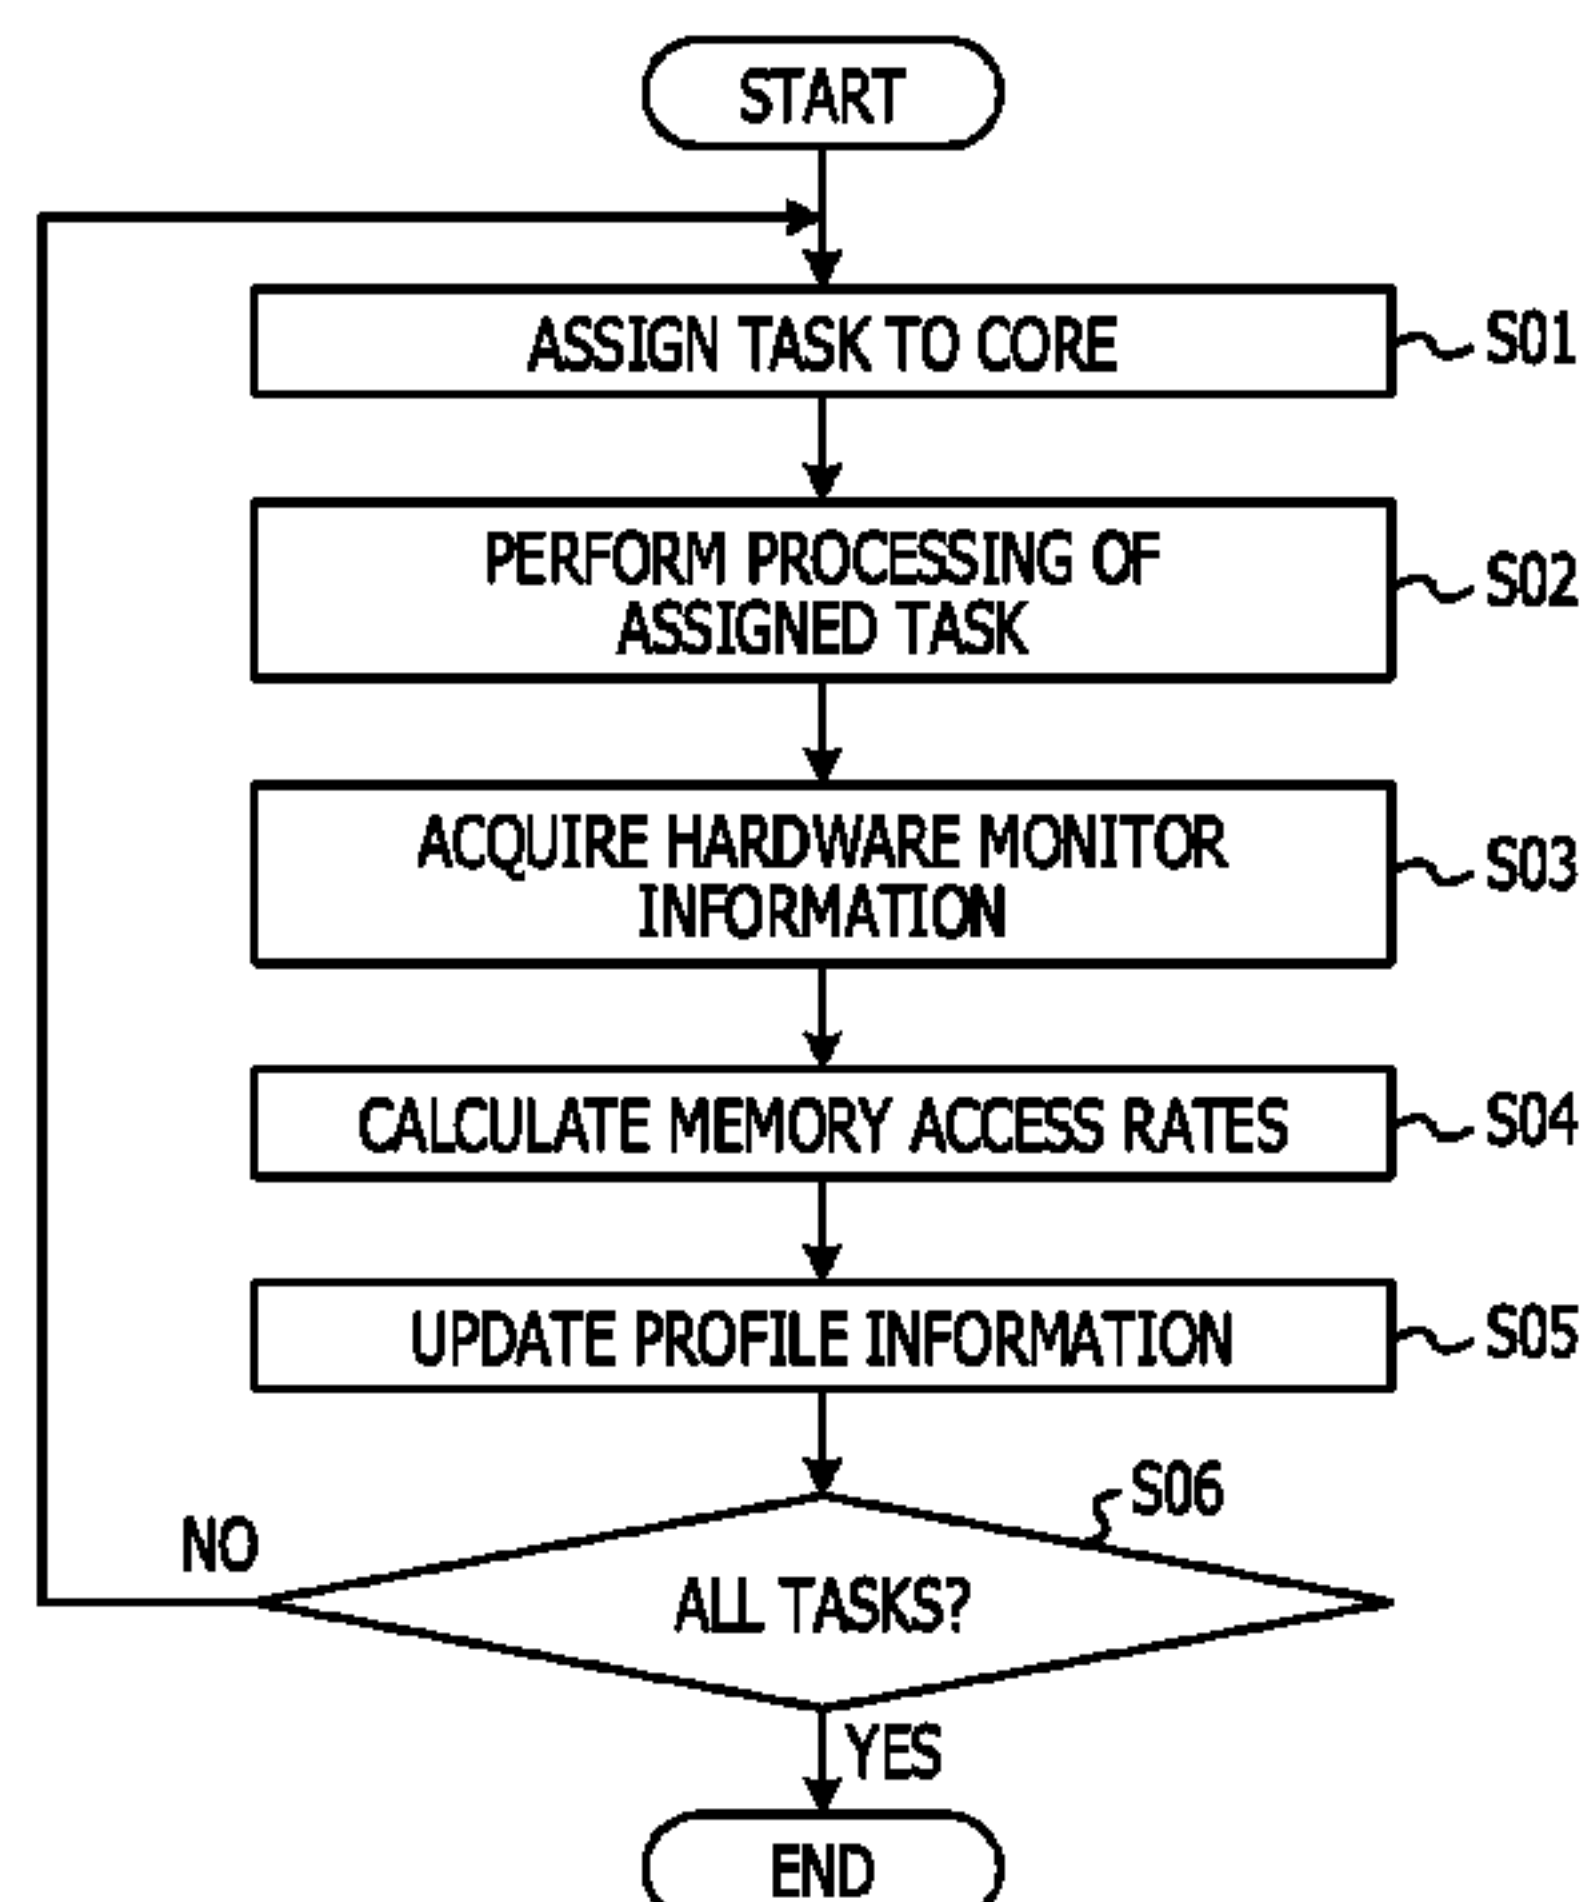 START
ASSIGN TASK TO CORE
S01
PERFORM PROCESSING OF
ASSIGNED TASK
S02
ACQUIRE HARDWARE MONITOR
INFORMATION
S03
CALCULATE MEMORY ACCESS RATES
S04
UPDATE PROFILE INFORMATION
S05
S06
NO
ALL TASKS?
YES
END